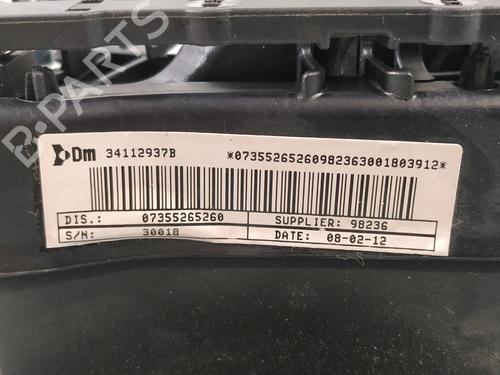 Dm 34112937B *07355265260982363001803912*
DIS.: 07355265260 SUPPLIER: 98236
S/N: 30018 DATE: 08-02-12
B-PARTS